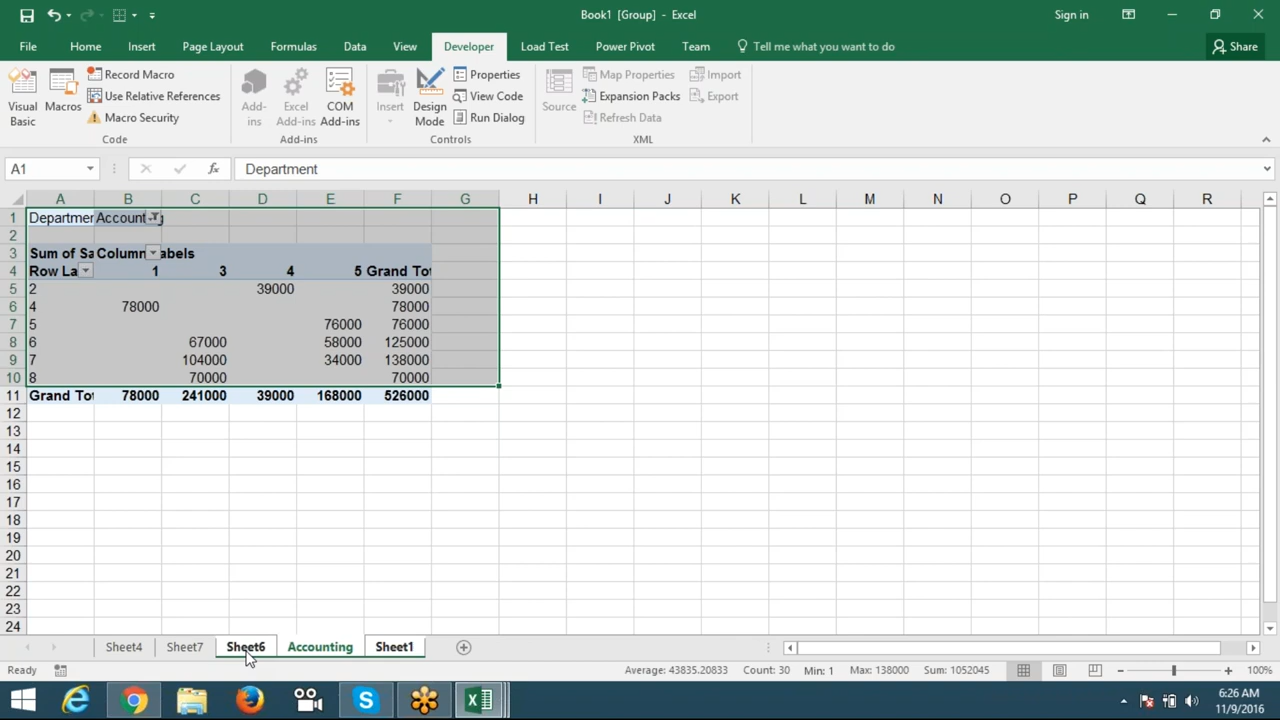 Book1 [Group] - Excel
Sign in
File Home Insert Page Layout Formulas Data View Developer Load Test Power Pivot Team Tell me what you want to do Share
Visual Basic
Macros
Record Macro
Use Relative References
Macro Security
Code
Add-ins
Excel Add-ins
COM Add-ins
Add-ins
Insert
Design Mode
Properties
View Code
Run Dialog
Controls
Source
Map Properties
Expansion Packs
Refresh Data
Import
Export
XML
A1 fx Department
A B C D E F G H I J K L M N O P Q R
1 Departmen Accounting
2
3 Sum of Sa Column Labels
4 Row La 1 3 4 5 Grand Tot
5 2 39000 39000
6 4 78000 78000
7 5 76000 76000
8 6 67000 58000 125000
9 7 104000 34000 138000
10 8 70000 70000
11 Grand Tot 78000 241000 39000 168000 526000
12
13
14
15
16
17
18
19
20
21
22
23
24
Sheet4 Sheet7 Sheet6 Accounting Sheet1
Ready Average: 43835.20833 Count: 30 Min: 1 Max: 138000 Sum: 1052045 100%
6:26 AM
11/9/2016